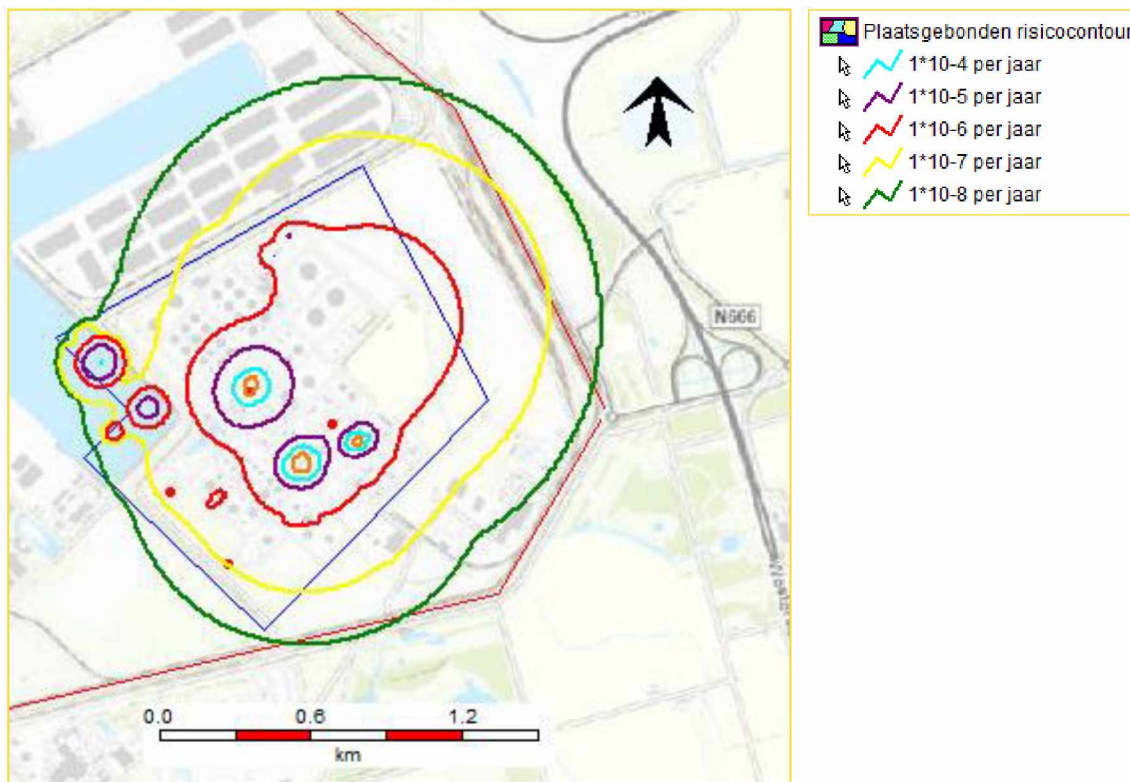 Plaatsgebonden risicocontour
1*10-4 per jaar
1*10-5 per jaar
1*10-6 per jaar
1*10-7 per jaar
1*10-8 per jaar
N666
0.0 0.6 1.2
km